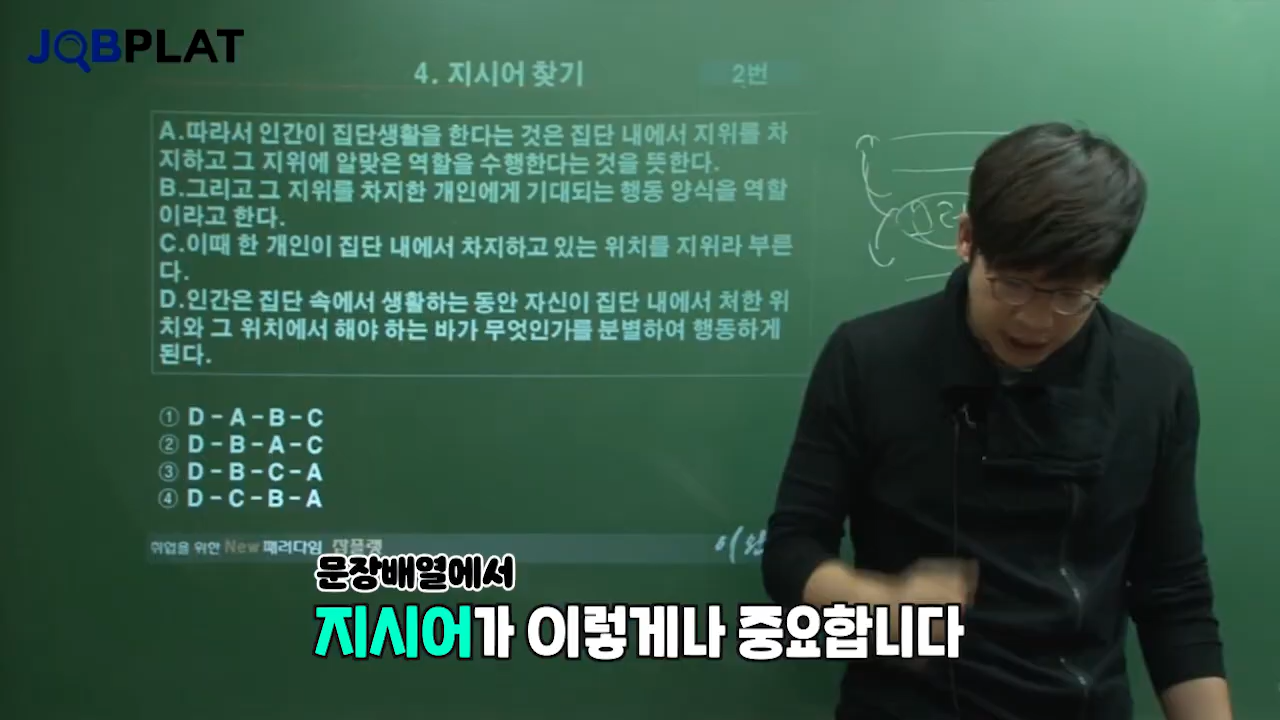 JOBPLAT
4. 지시어 찾기
2번
A.따라서 인간이 집단생활을 한다는 것은 집단 내에서 지위를 차
지하고 그 지위에 알맞은 역할을 수행한다는 것을 뜻한다.
B.그리고 그 지위를 차지한 개인에게 기대되는 행동 양식을 역할
이라고 한다.
C.이때 한 개인이 집단 내에서 차지하고 있는 위치를 지위라 부른
다.
D.인간은 집단 속에서 생활하는 동안 자신이 집단 내에서 처한 위
치와 그 위치에서 해야 하는 바가 무엇인가를 분별하여 행동하게
된다.
① D - A - B - C
② D - B - A - C
③ D - B - C - A
④ D - C - B - A
취업을 위한 New 패러다임 잡플랫
문장배열에서
지시어가 이렇게나 중요합니다